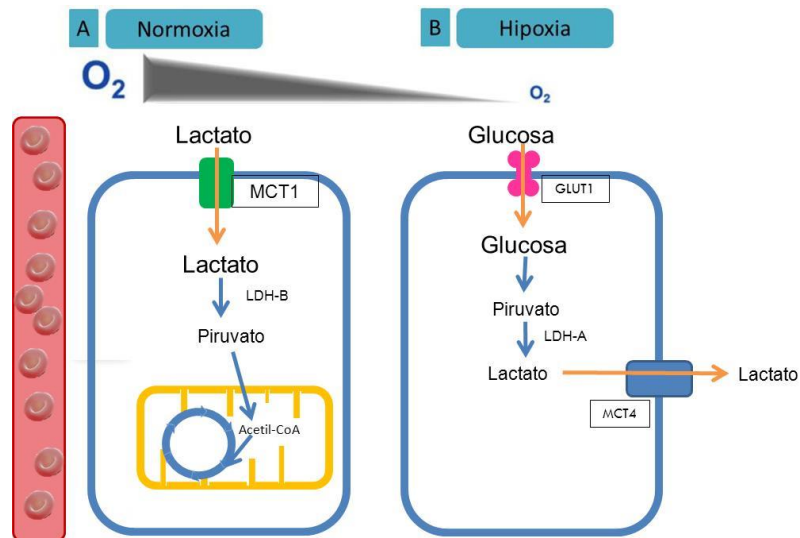 A Normoxia
B Hipoxia
O2
O2
Lactato
MCT1
Lactato
LDH-B
Piruvato
Acetil-CoA
Glucosa
GLUT1
Glucosa
Piruvato
LDH-A
Lactato
Lactato
MCT4